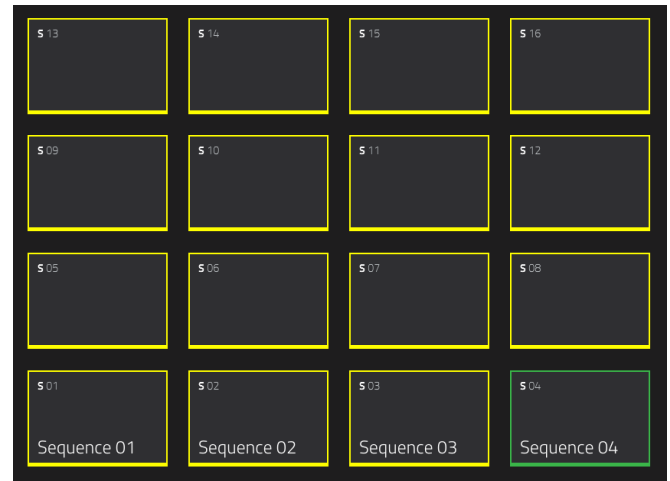 S 13
S 14
S 15
S 16
S 09
S 10
S 11
S 12
S 05
S 06
S 07
S 08
S 01
S 02
S 03
S 04
Sequence 01
Sequence 02
Sequence 03
Sequence 04